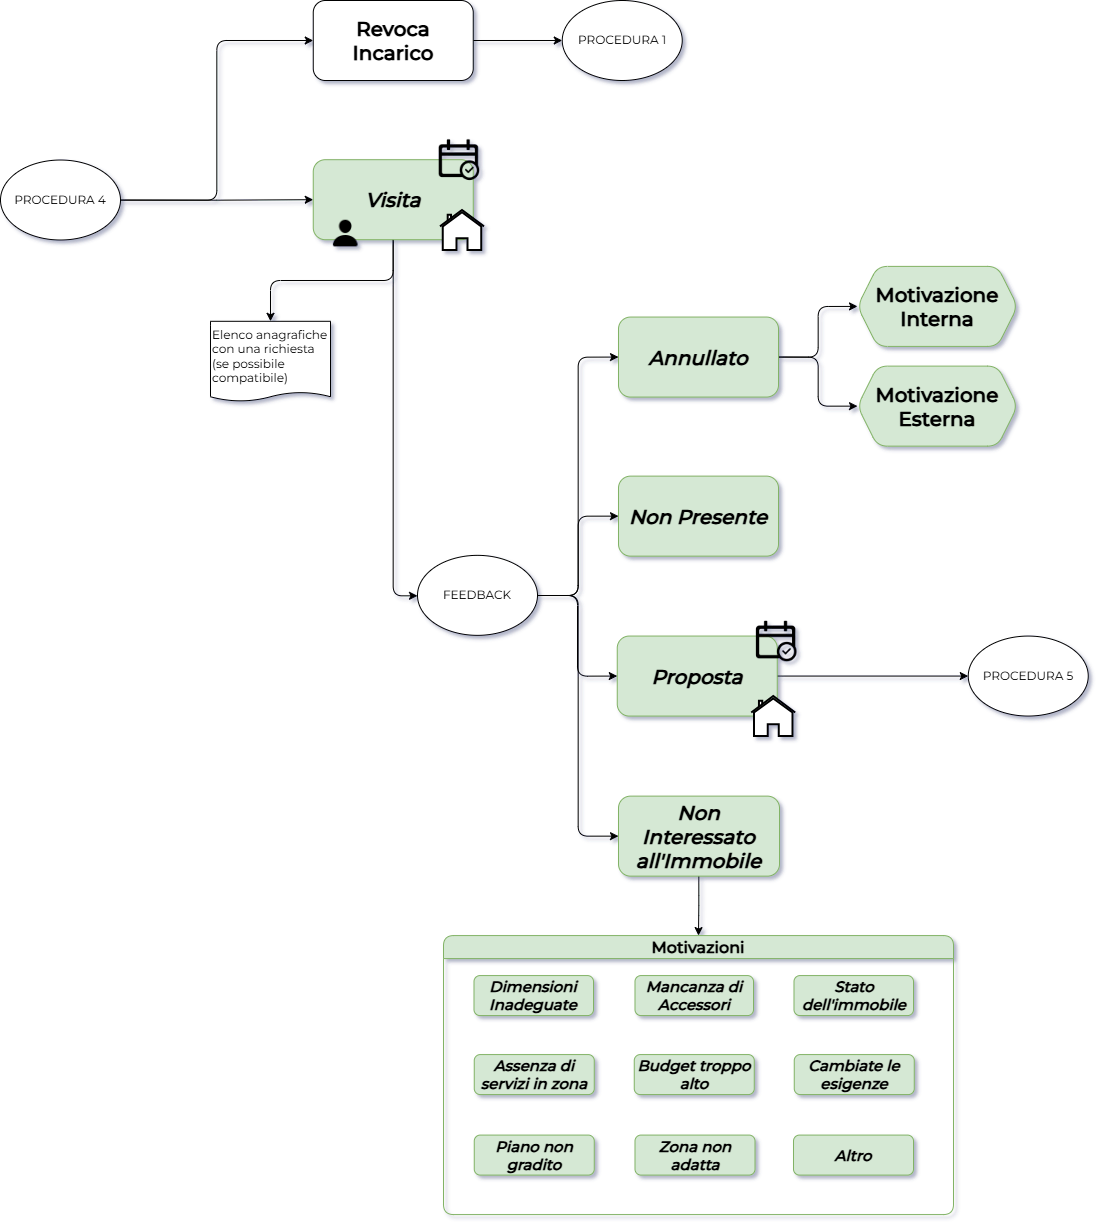 Revoca
Incarico
PROCEDURA 1
PROCEDURA 4
Visita
Elenco anagrafiche
con una richiesta
(se possibile
compatibile)
Motivazione
Interna
Annullato
Motivazione
Esterna
Non Presente
FEEDBACK
Proposta
PROCEDURA 5
Non
Interessato
all'Immobile
Motivazioni
Dimensioni
Inadeguate
Mancanza di
Accessori
Stato
dell'immobile
Assenza di
servizi in zona
Budget troppo
alto
Cambiate le
esigenze
Piano non
gradito
Zona non
adatta
Altro